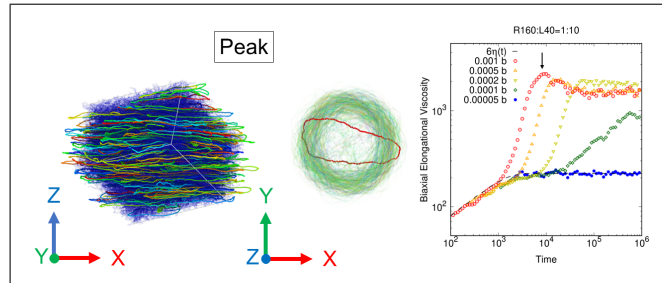 Peak
Z
Y
X
Y
Z
X
R160:L40=1:10
6η(t)
0.001 b
0.0005 b
0.0002 b
0.0001 b
0.00005 b
Biaxial Elongational Viscosity
10³
10²
10² 10³ 10⁴ 10⁵ 10⁶
Time